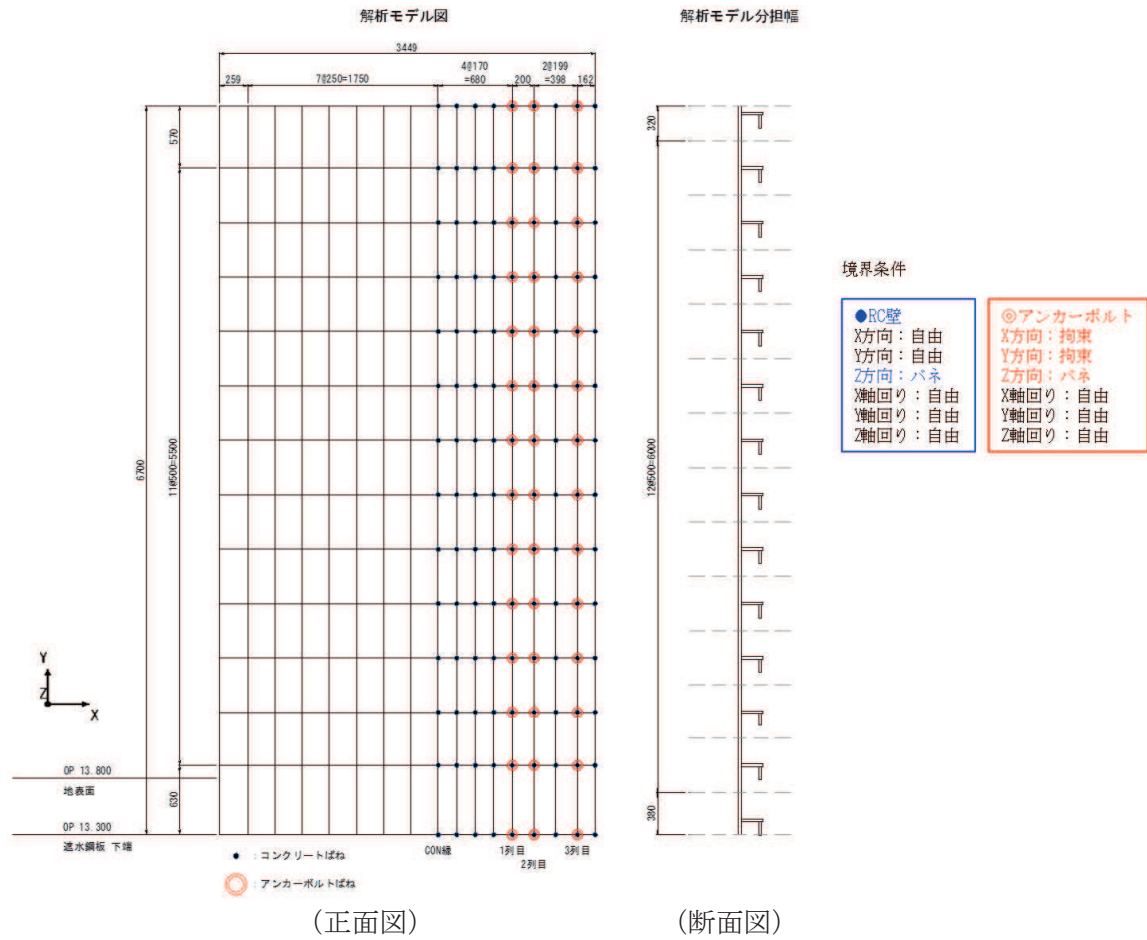 解析モデル図
解析モデル分担幅
3449
259
7@250=1750
4@170
=680
200
2@199
=398
162
570
11@500=5500
6700
630
320
12@500=6000
380
境界条件
●RC壁
X方向：自由
Y方向：自由
Z方向：バネ
X軸回り：自由
Y軸回り：自由
Z軸回り：自由
◎アンカーボルト
X方向：拘束
Y方向：拘束
Z方向：バネ
X軸回り：自由
Y軸回り：自由
Z軸回り：自由
Y
Z
X
OP 13.800
地表面
OP 13.300
遮水鋼板 下端
CON縁
1列目
2列目
3列目
● ：コンクリートばね
◎ ：アンカーボルトばね
(正面図)
(断面図)